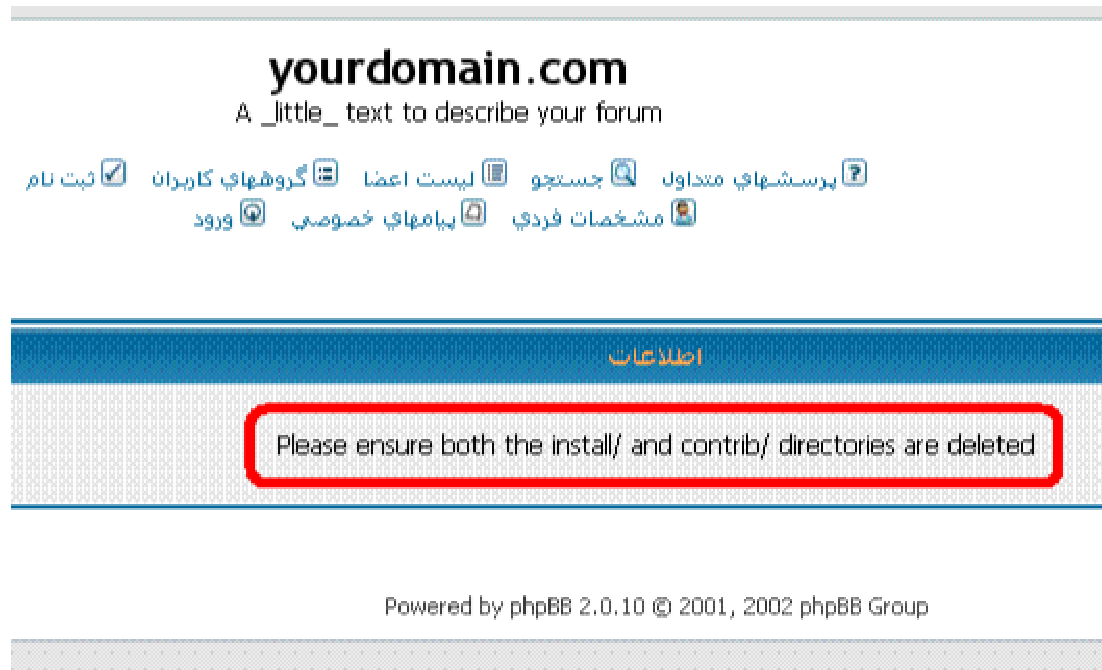 yourdomain.com
A _little_ text to describe your forum
پرسشهاي متداول جستجو ليست اعضا گروههاي کاربران ثبت نام
مشخصات فردي پيامهاي خصوصي ورود
اطلاعات
Please ensure both the install/ and contrib/ directories are deleted
Powered by phpBB 2.0.10 © 2001, 2002 phpBB Group